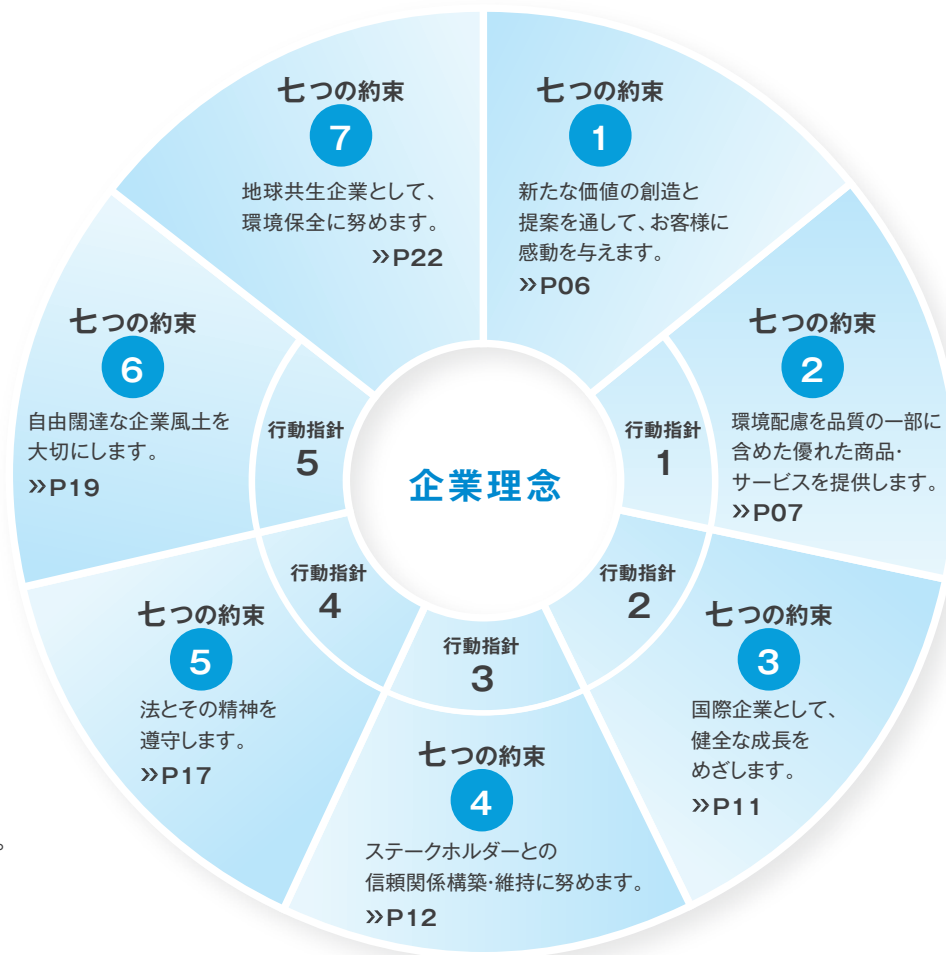 七つの約束
1
新たな価値の創造と
提案を通して、お客様に
感動を与えます。
»P06
七つの約束
2
環境配慮を品質の一部に
含めた優れた商品・
サービスを提供します。
»P07
七つの約束
3
国際企業として、
健全な成長を
めざします。
»P11
七つの約束
4
ステークホルダーとの
信頼関係構築・維持に努めます。
»P12
七つの約束
5
法とその精神を
遵守します。
»P17
七つの約束
6
自由闊達な企業風土を
大切にします。
»P19
七つの約束
7
地球共生企業として、
環境保全に努めます。
»P22
行動指針
1
行動指針
2
行動指針
3
行動指針
4
行動指針
5
企業理念
。